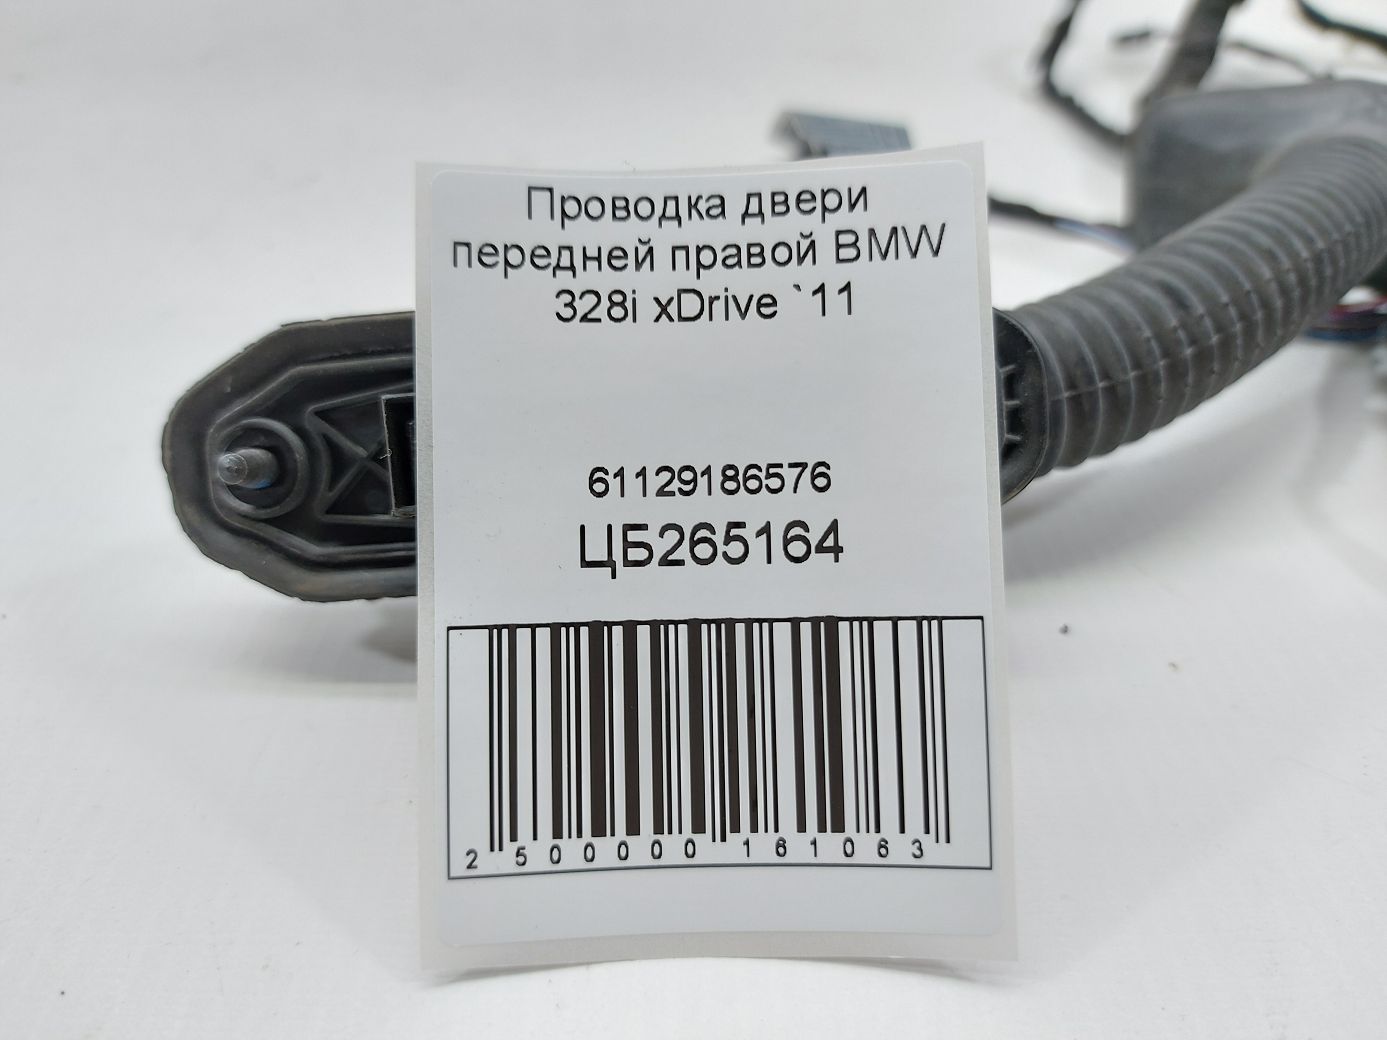 Проводка двери
передней правой BMW
328i xDrive `11
61129186576
ЦБ265164
2 500000 161063